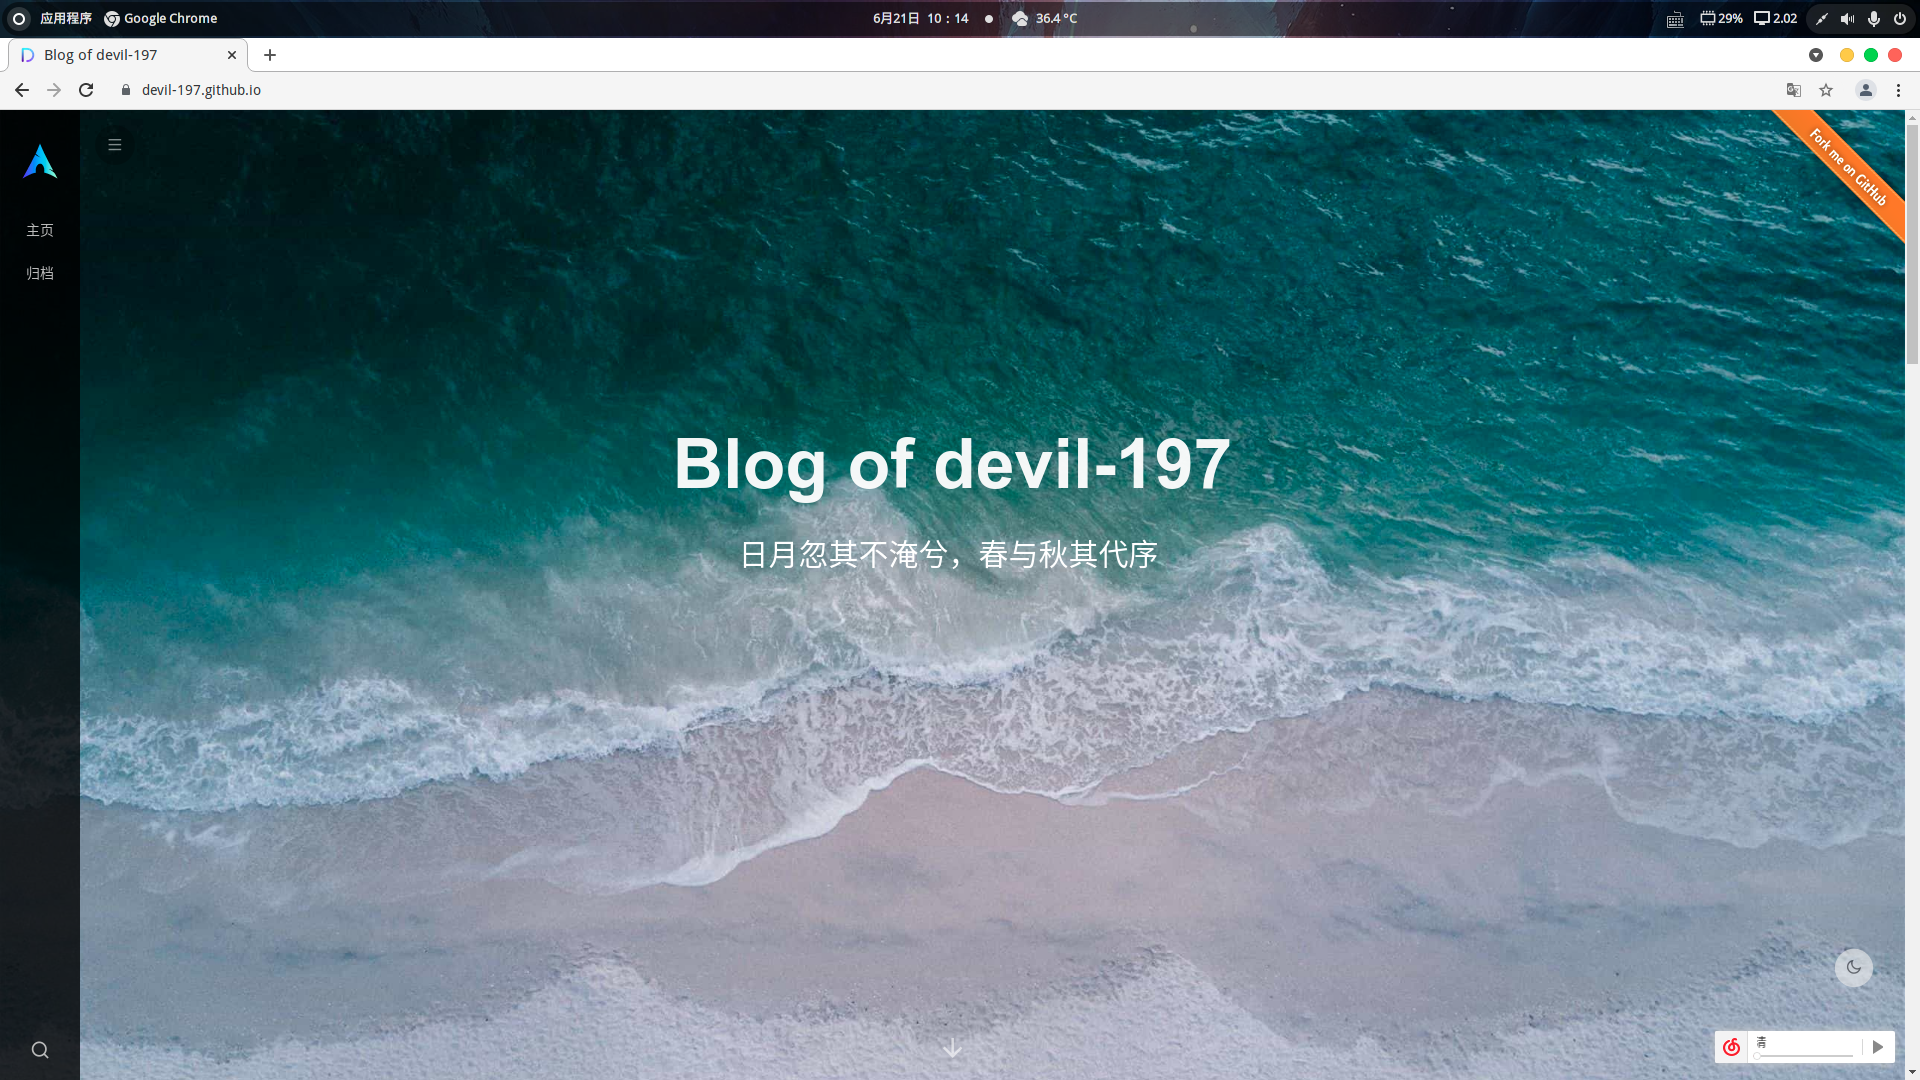 应用程序 Google Chrome 6月21日 10：14 36.4 °C 29% 2.02
Blog of devil-197
devil-197.github.io
Fork me on GitHub
主页
归档
Blog of devil-197
日月忽其不淹兮，春与秋其代序